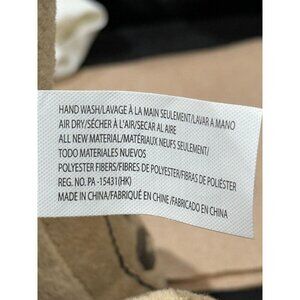 HAND WASH/LAVAGE À LA MAIN SEULEMENT/LAVAR A MANO
AIR DRY/SÉCHER À L'AIR/SECAR AL AIRE
ALL NEW MATERIAL/MATÉRIAUX NEUFS SEULEMENT/
TODO MATERIALES NUEVOS
POLYESTER FIBERS/FIBRES DE POLYESTER/FIBRAS DE POLIÉSTER
REG. NO. PA -15431(HK)
MADE IN CHINA/FABRIQUÉ EN CHINE/FABRICADO EN CHINA